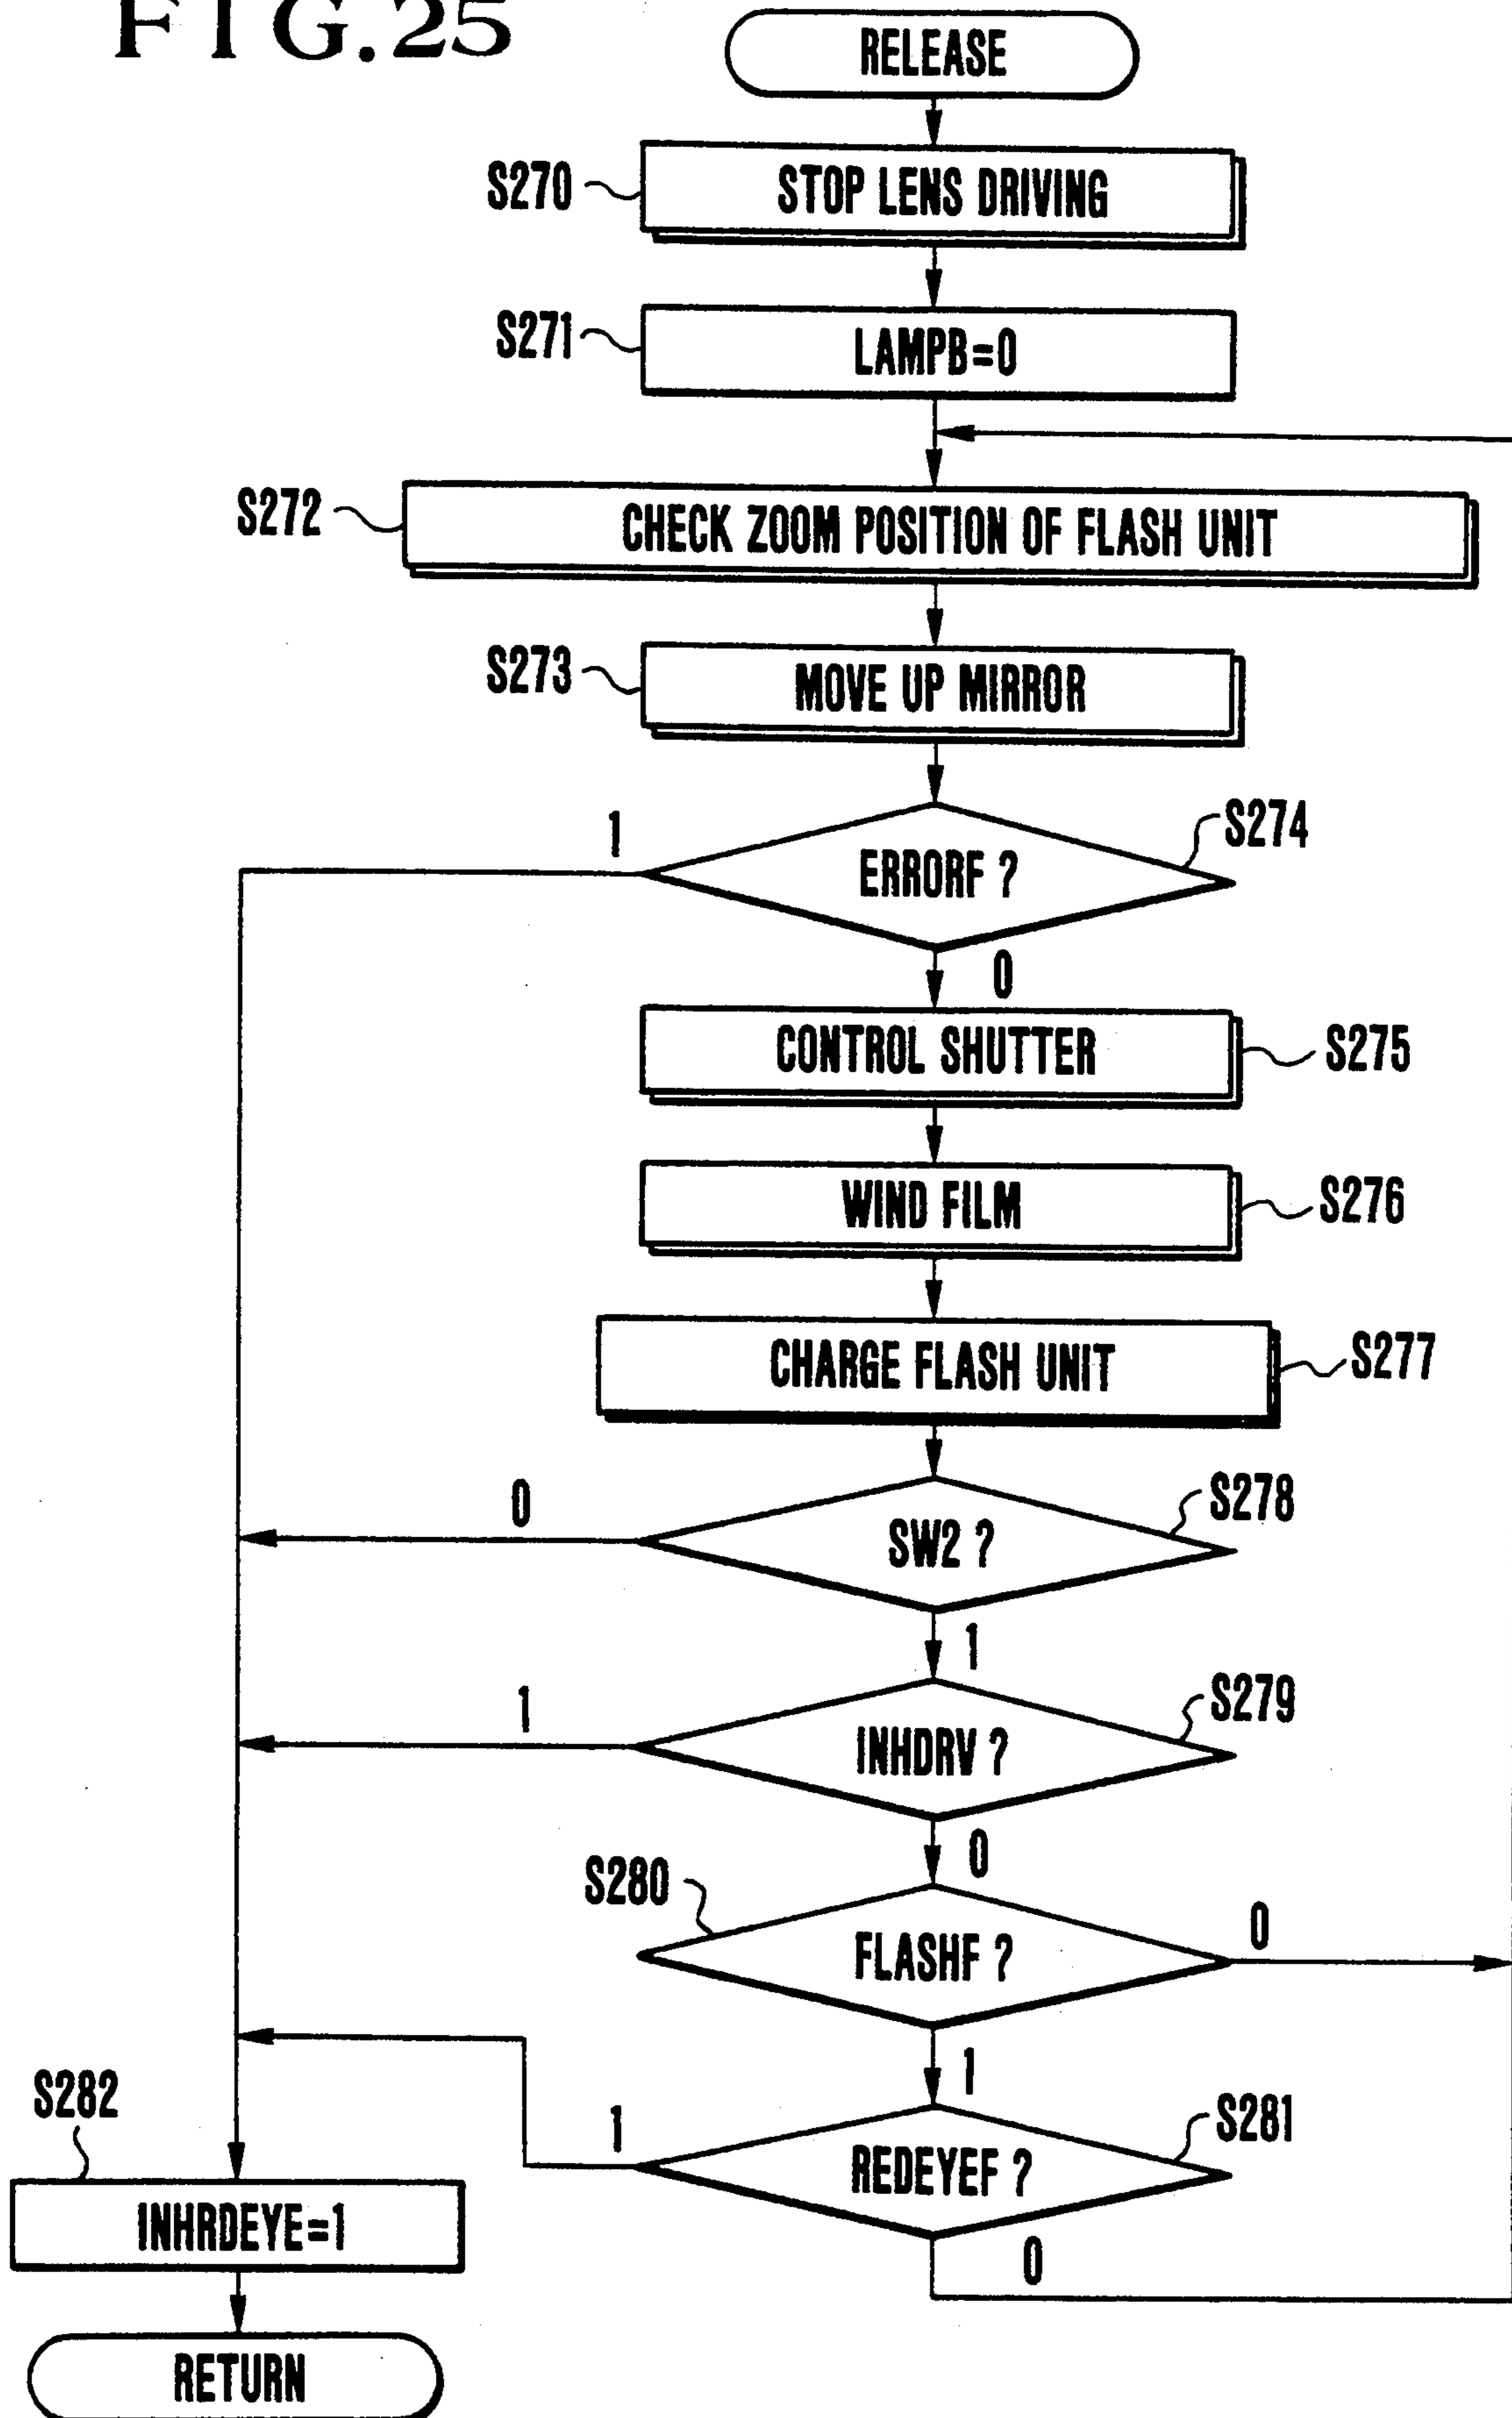 FIG.25
RELEASE
S270
STOP LENS DRIVING
S271
LAMPB=0
S272
CHECK ZOOM POSITION OF FLASH UNIT
S273
MOVE UP MIRROR
1
S274
ERRORF ?
0
CONTROL SHUTTER
S275
WIND FILM
S276
CHARGE FLASH UNIT
S277
0
S278
SW2 ?
1
1
S279
INHDRV ?
0
S280
FLASHF ?
0
1
S282
1
S281
REDEYEF ?
INHRDEYE=1
0
RETURN